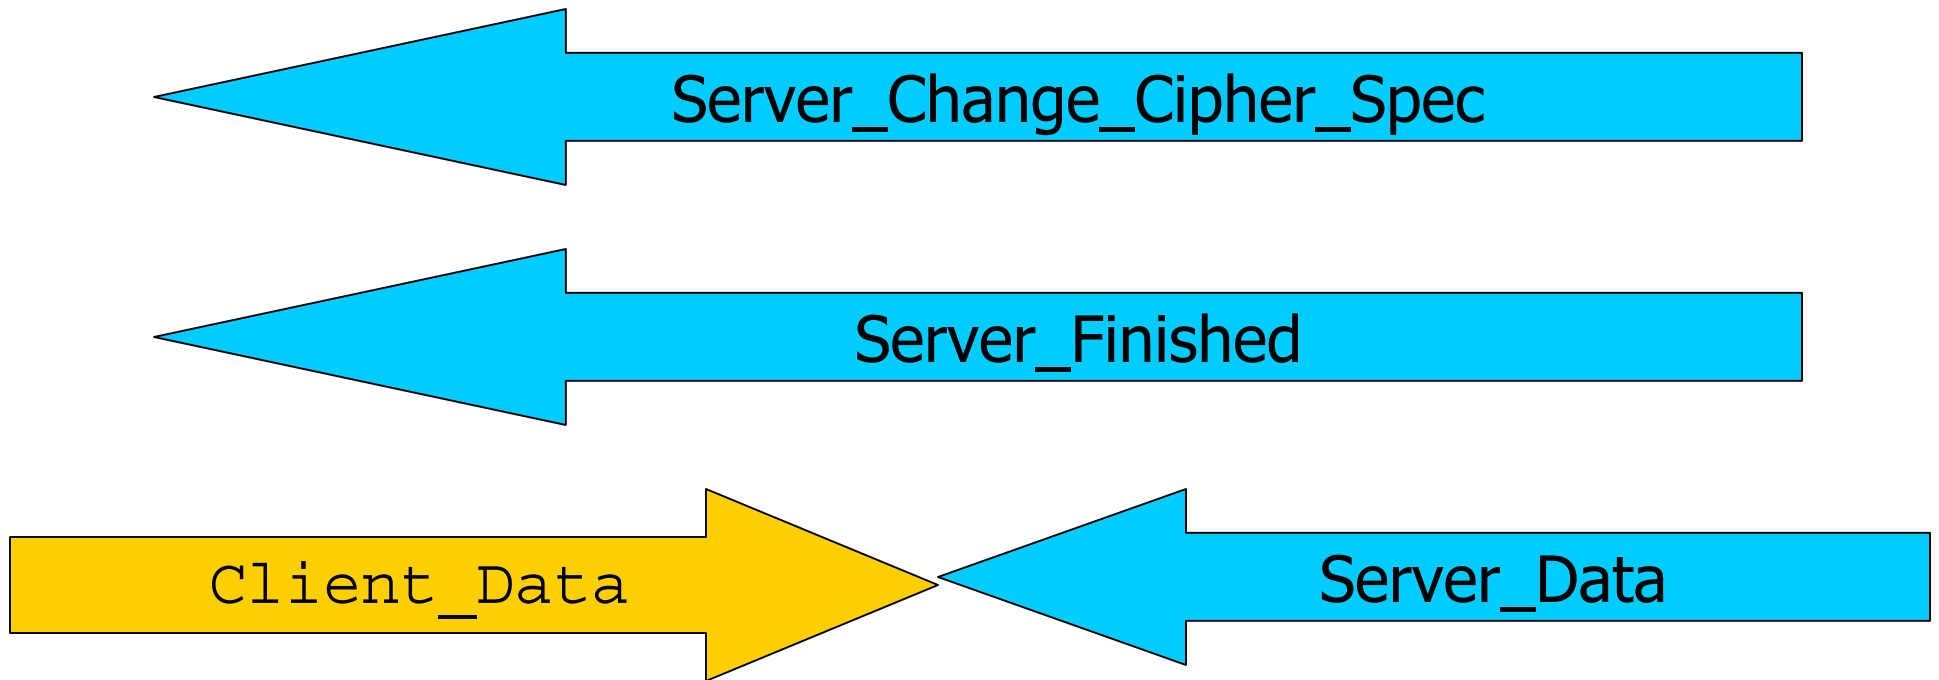 Server_Change_Cipher_Spec
Server_Finished
Client_Data
Server_Data